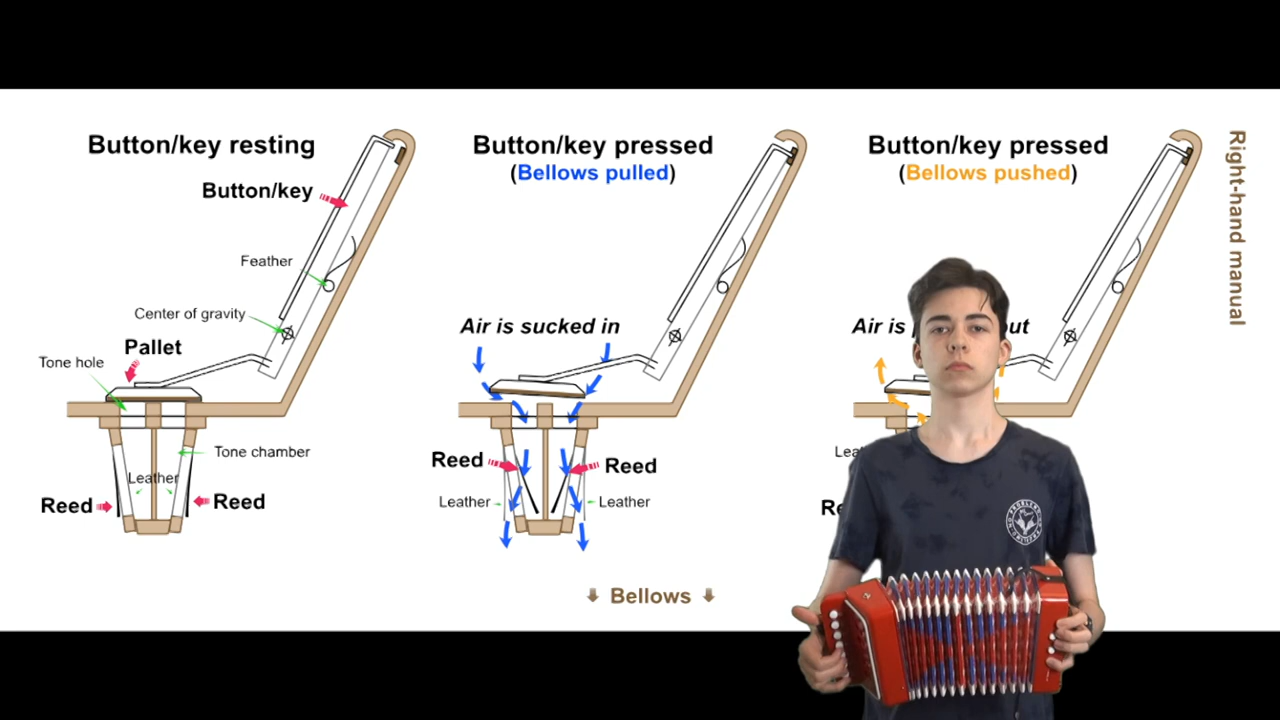 Button/key resting
Button/key
Feather
Center of gravity
Pallet
Tone hole
Tone chamber
Leather
Reed
Reed
Button/key pressed
(Bellows pulled)
Air is sucked in
Reed
Reed
Leather
Leather
Bellows
Button/key pressed
(Bellows pushed)
Air is
Right-hand manual
NO PROBLEMO